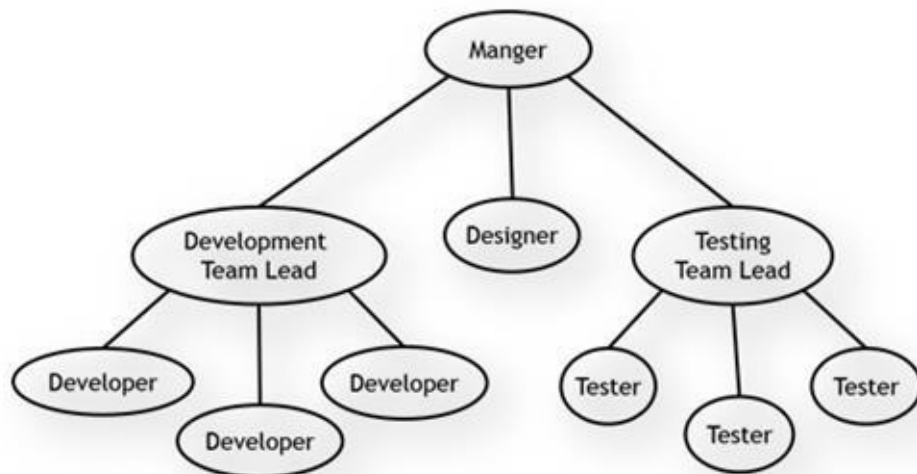 Manger
Development
Team Lead
Designer
Testing
Team Lead
Developer
Developer
Developer
Tester
Tester
Tester